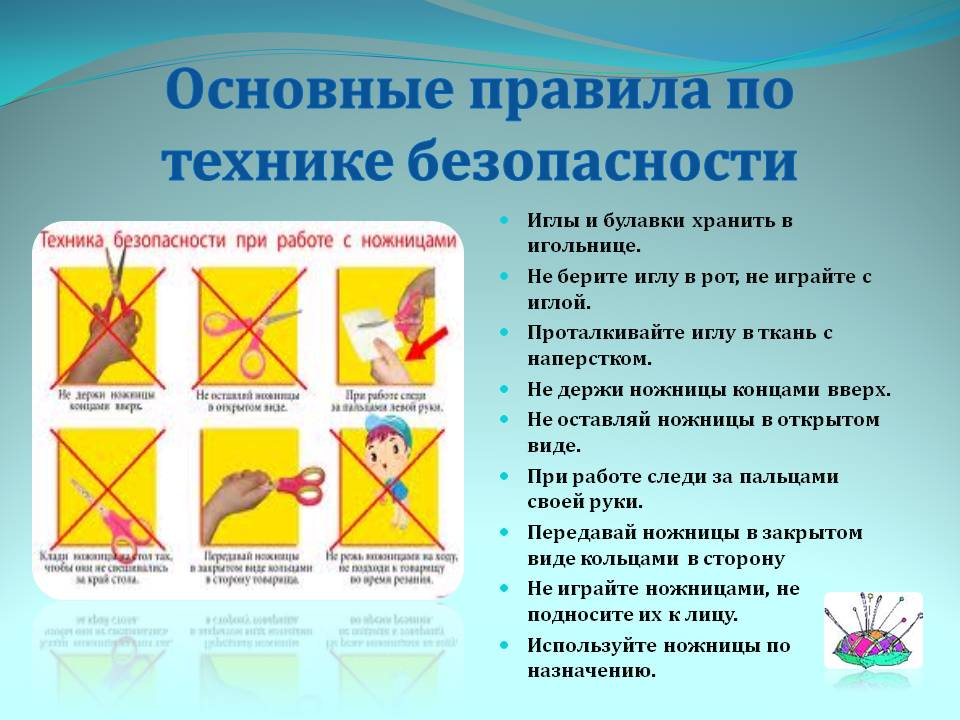 Основные правила по
технике безопасности
Техника безопасности при работе с ножницами
Не держи ножницы
концами вверх.
Не оставляй ножницы
в открытом виде.
При работе следи
за пальцами левой руки.
Клади ножницы на стол так,
чтобы они не свешивались
за край стола.
Передавай ножницы
в закрытом виде кольцами
в сторону товарища.
Не режь ножницами на ходу,
не подходи к товарищу
во время резания.
Иглы и булавки хранить в
игольнице.
Не берите иглу в рот, не играйте с
иглой.
Проталкивайте иглу в ткань с
наперстком.
Не держи ножницы концами вверх.
Не оставляй ножницы в открытом
виде.
При работе следи за пальцами
своей руки.
Передавай ножницы в закрытом
виде кольцами в сторону
Не играйте ножницами, не
подносите их к лицу.
Используйте ножницы по
назначению.